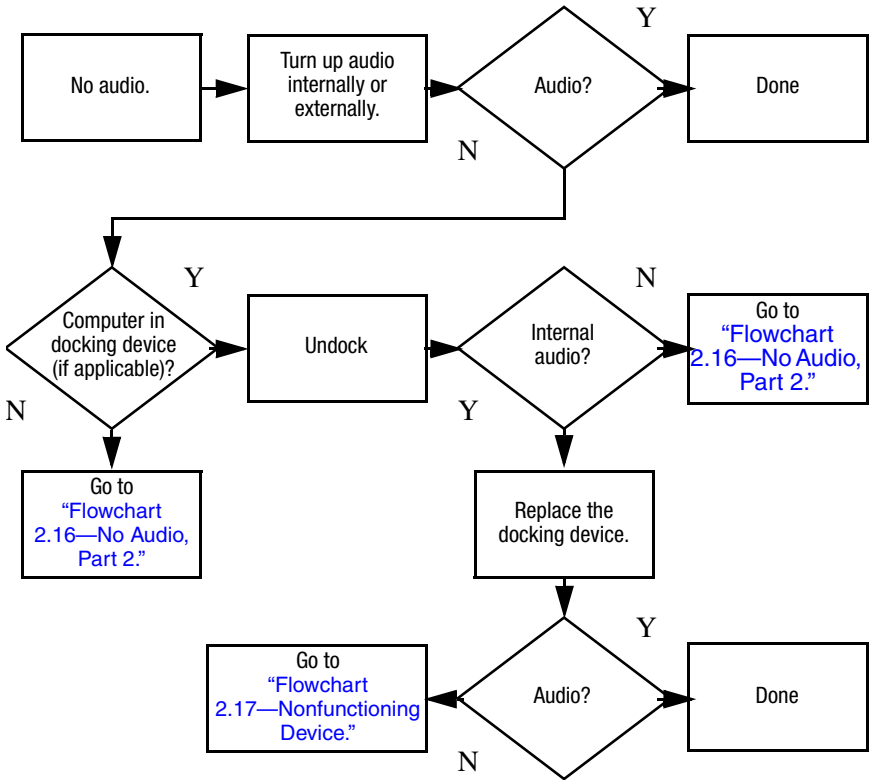 Y
No audio.
Turn up audio
internally or
externally.
Audio?
Done
N
Y
N
Computer in
docking device
(if applicable)?
Undock
Internal
audio?
Go to
“Flowchart
2.16—No Audio,
Part 2.”
N
Y
Go to
“Flowchart
2.16—No Audio,
Part 2.”
Replace the
docking device.
Y
Go to
“Flowchart
2.17—Nonfunctioning
Device.”
Audio?
Done
N